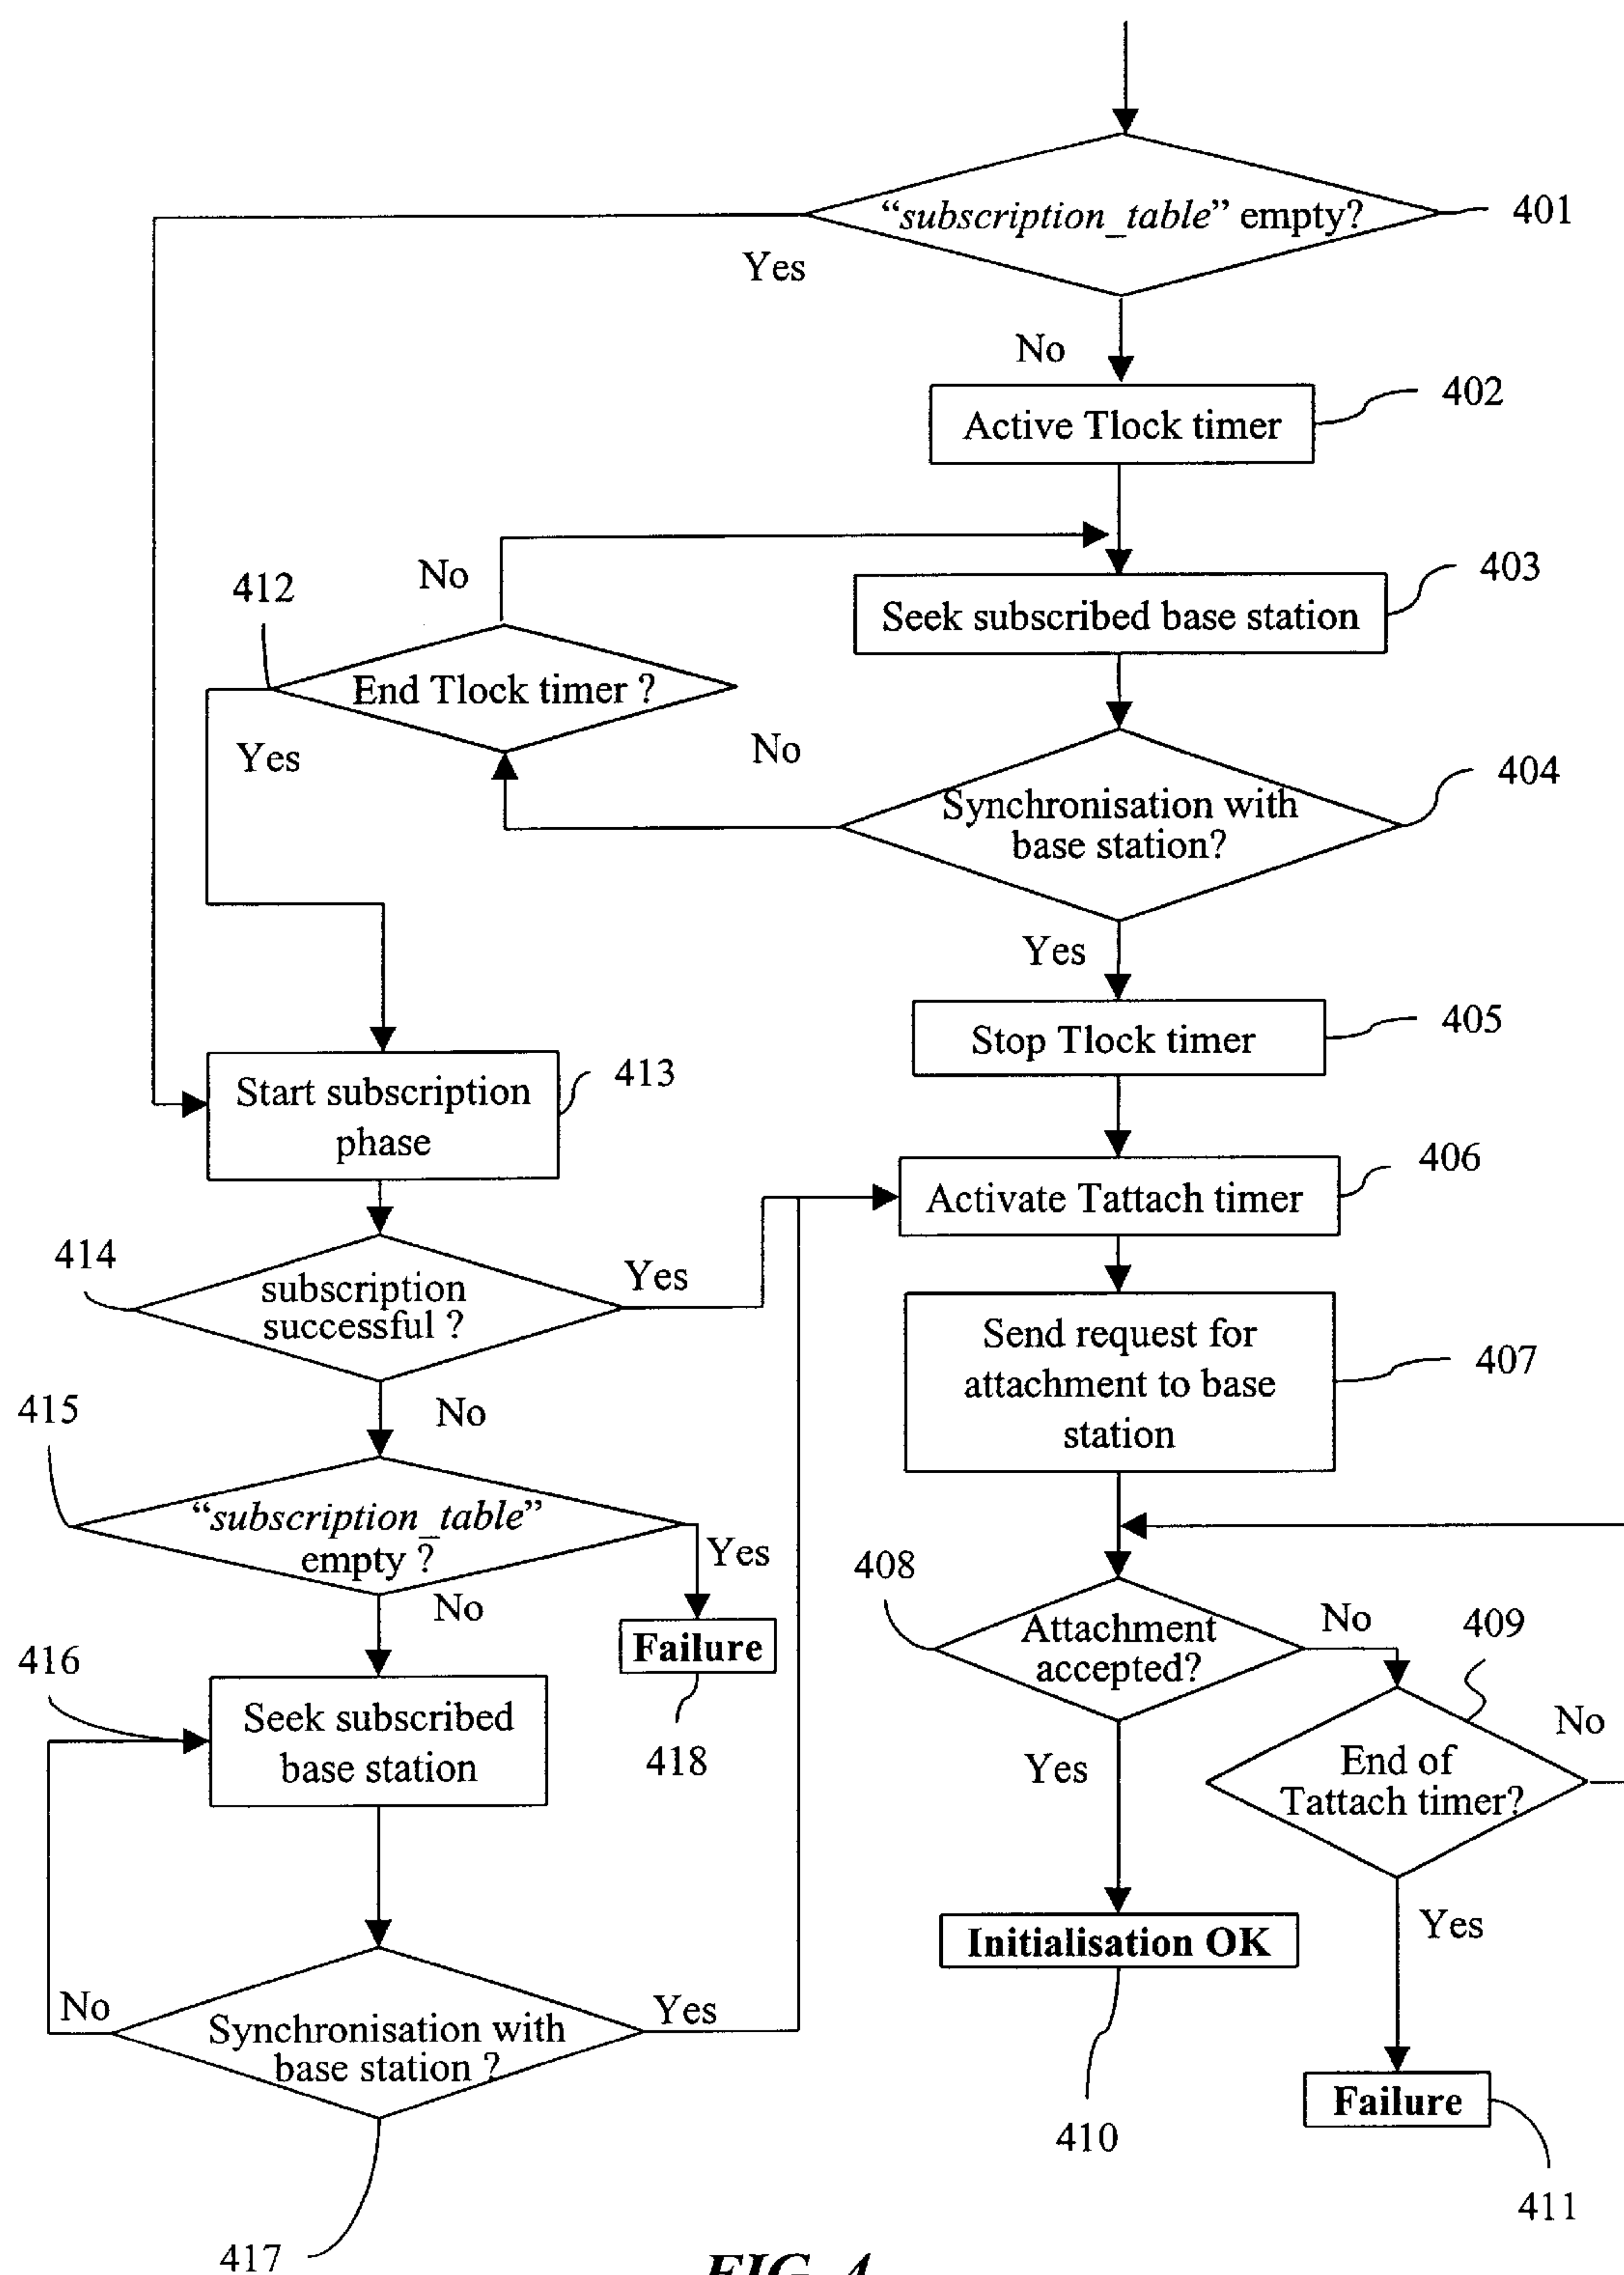 “subscription_table” empty?
401
Yes
No
402
Active Tlock timer
No
403
412
Seek subscribed base station
End Tlock timer ?
Yes
No
404
Synchronisation with
base station?
Yes
405
Stop Tlock timer
413
Start subscription
phase
406
Activate Tattach timer
414
subscription
successful ?
Yes
Send request for
attachment to base
station
407
No
415
“subscription_table”
empty ?
Yes
No
408
Attachment
accepted?
No
409
Failure
418
416
Seek subscribed
base station
Yes
End of
Tattach timer?
No
Initialisation OK
Yes
No
Synchronisation with
base station ?
Yes
Failure
410
411
417
FIG. 4